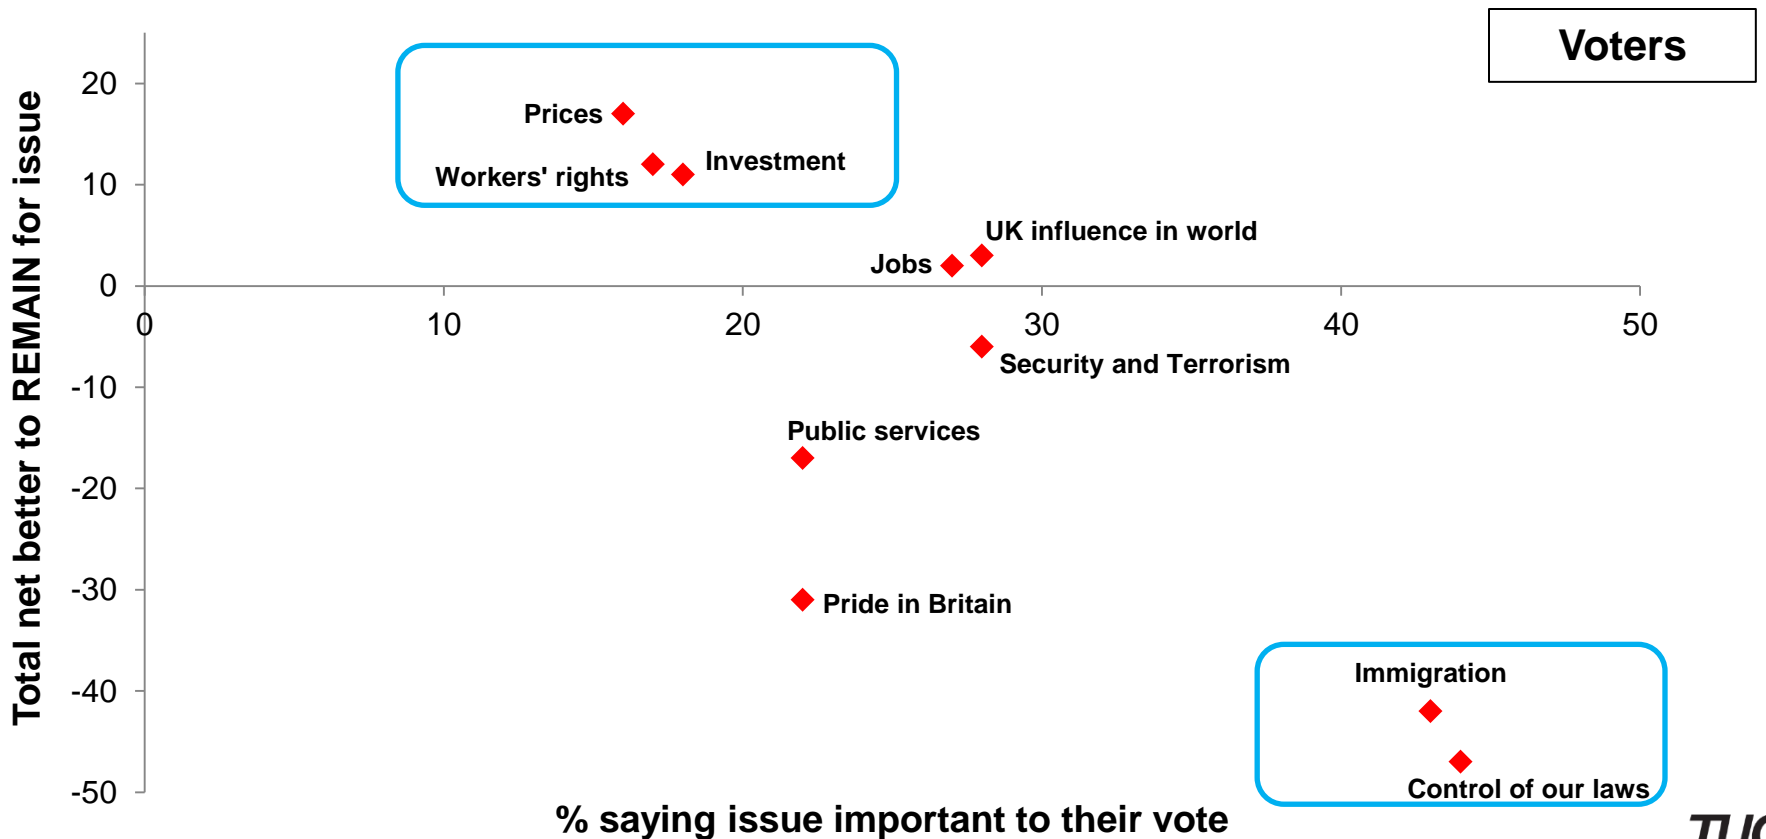 Voters
Total net better to REMAIN for issue
20
10
0
-10
-20
-30
-40
-50
0
10
20
30
40
50
Prices
Workers' rights
Investment
UK influence in world
Jobs
Security and Terrorism
Public services
Pride in Britain
Immigration
Control of our laws
% saying issue important to their vote